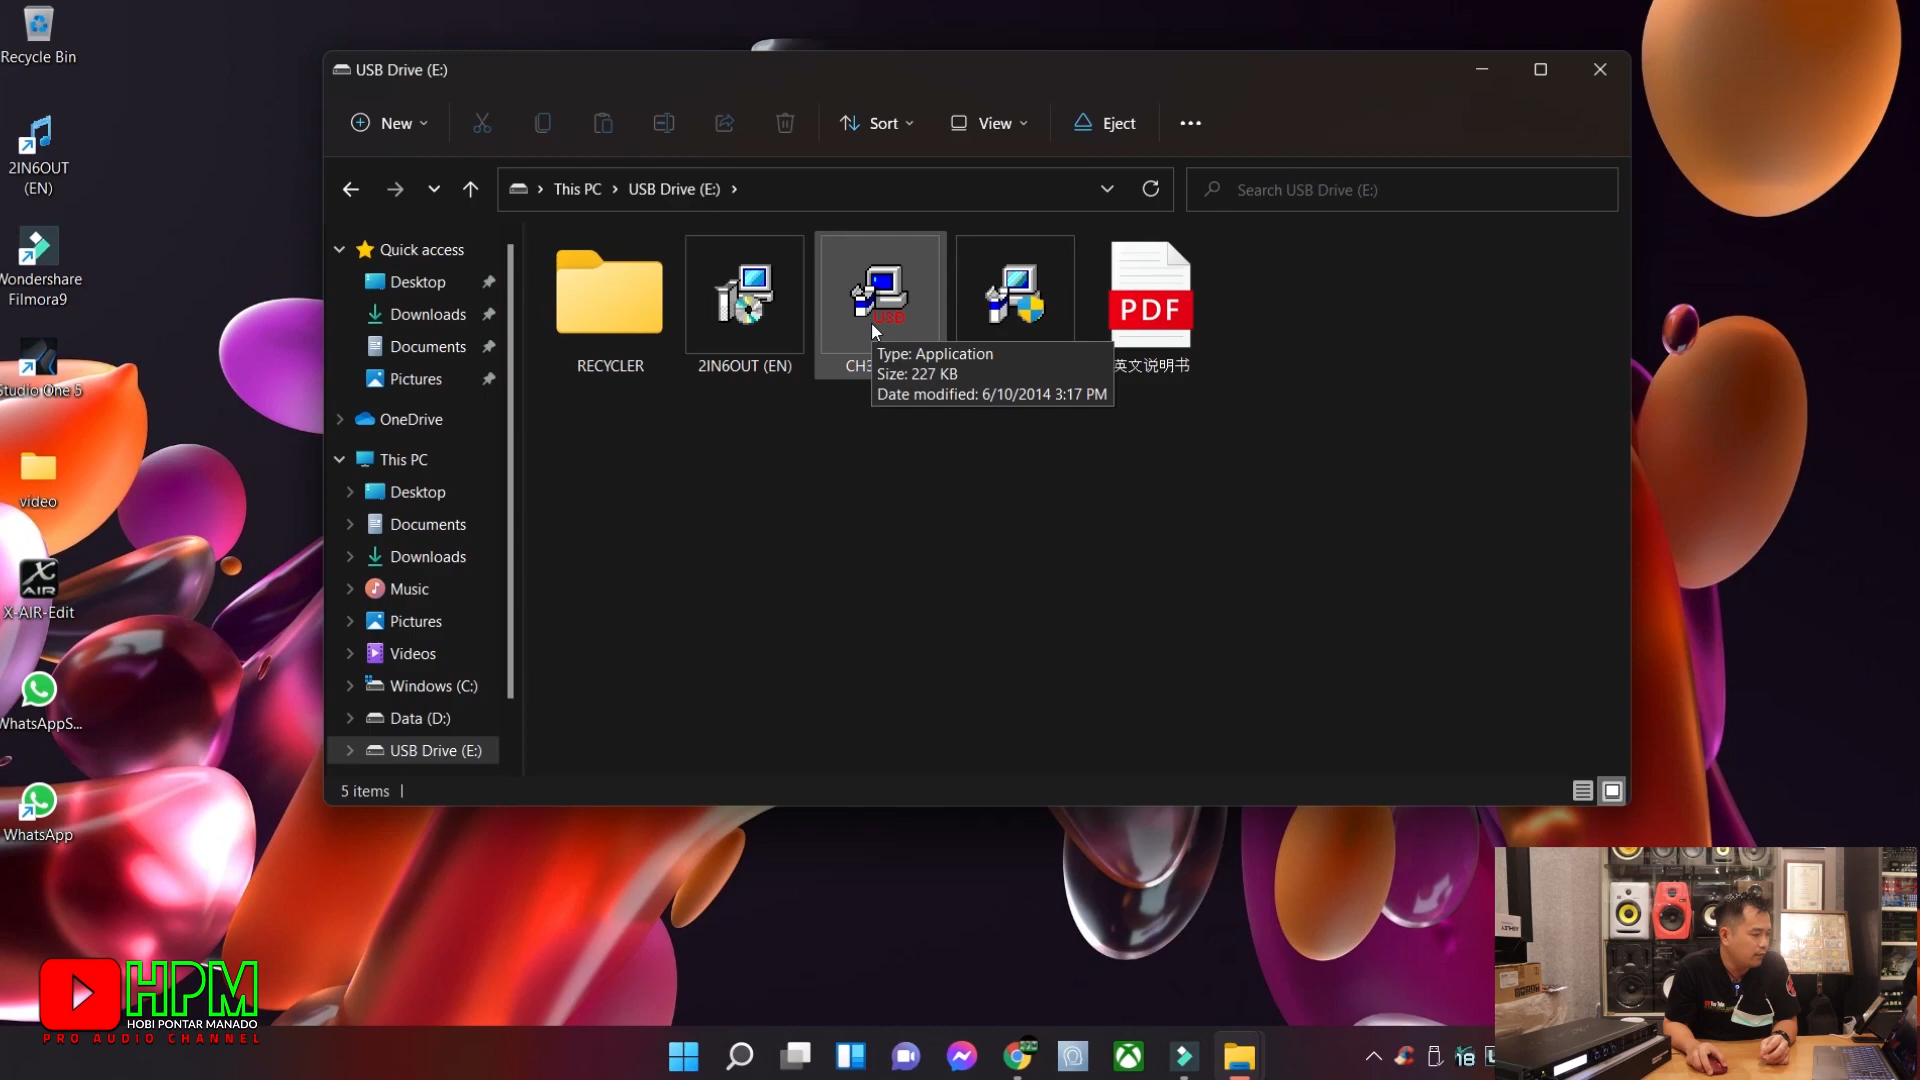 Recycle Bin
2IN6OUT
(EN)
Wondershare
Filmora9
Studio One 5
video
X-AIR-Edit
X
AIR
WhatsAppS...
WhatsApp
USB Drive (E:)
New
Sort
View
Eject
This PC
USB Drive (E:)
Search USB Drive (E:)
Quick access
Desktop
Downloads
Documents
Pictures
OneDrive
This PC
Desktop
Documents
Downloads
Music
Pictures
Videos
Windows (C:)
Data (D:)
USB Drive (E:)
RECYCLER
2IN6OUT (EN)
CH3
PDF
英文说明书
Type: Application
Size: 227 KB
Date modified: 6/10/2014 3:17 PM
5 items
HPM
HOBI PONTAR MANADO
PRO AUDIO CHANNEL
18